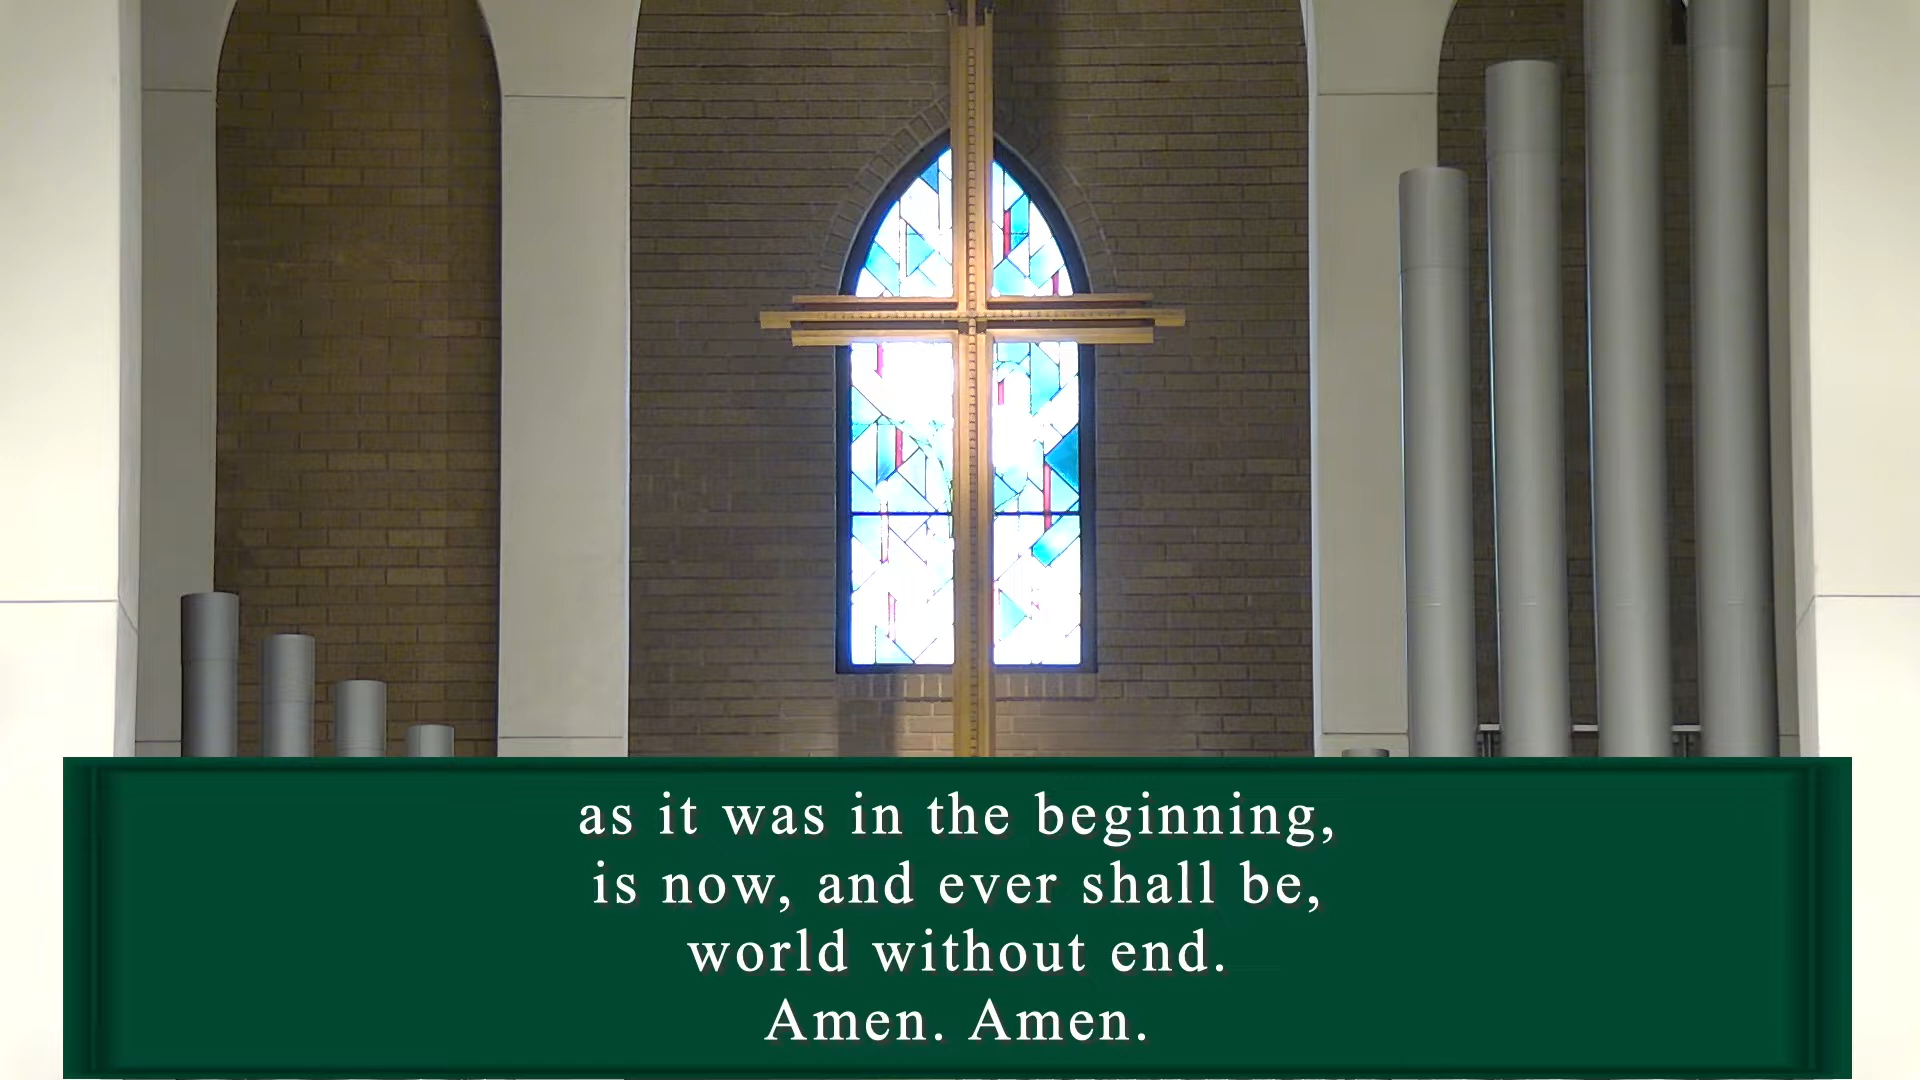 as it was in the beginning,
is now, and ever shall be,
world without end.
Amen. Amen.